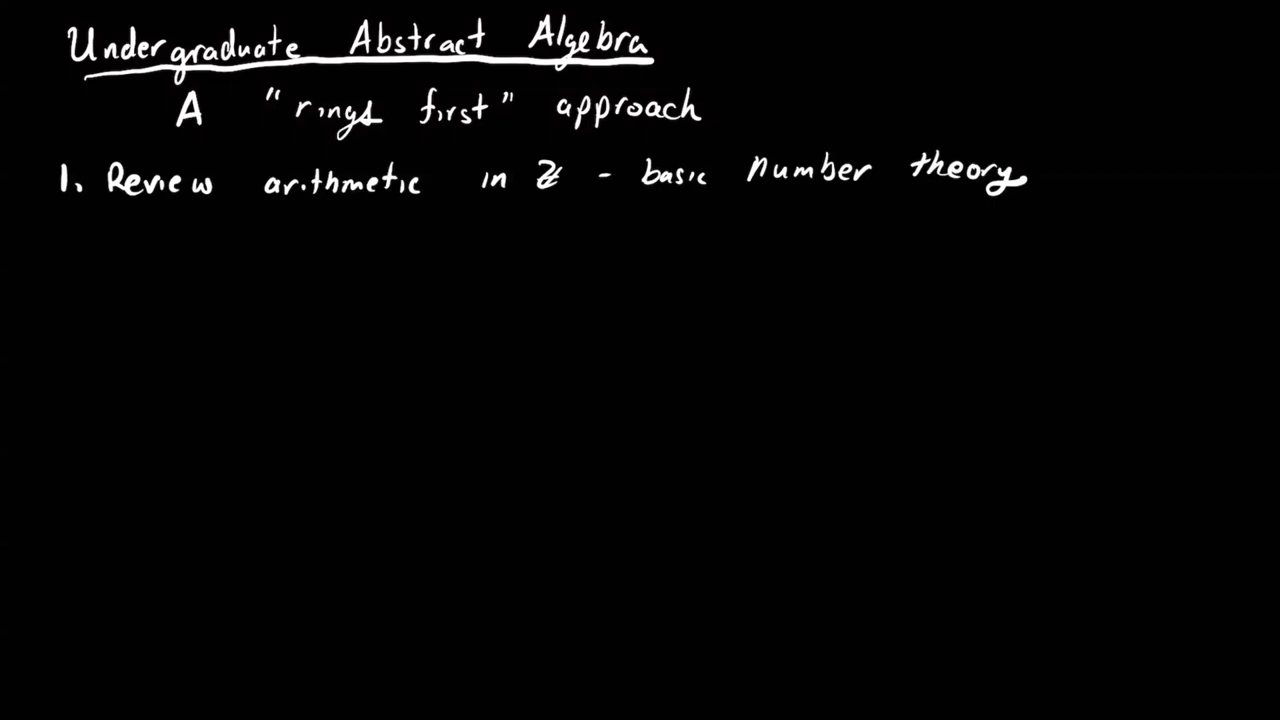 Undergraduate Abstract Algebra
A "rings first" approach
1. Review arithmetic in ℤ - basic number theory